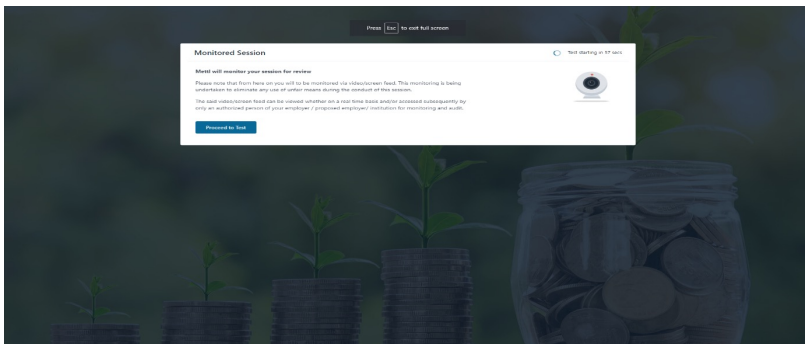 Press Esc to exit full screen
Monitored Session
Test starting in 57 secs
Mettl will monitor your session for review
Please note that from here on you will to be monitored via video/screen feed. This monitoring is being
undertaken to eliminate any use of unfair means during the conduct of this session.
The said video/screen feed can be viewed whether on a real time basis and/or accessed subsequently by
only an authorized person of your employer / proposed employer/ institution for monitoring and audit.
Proceed to Test